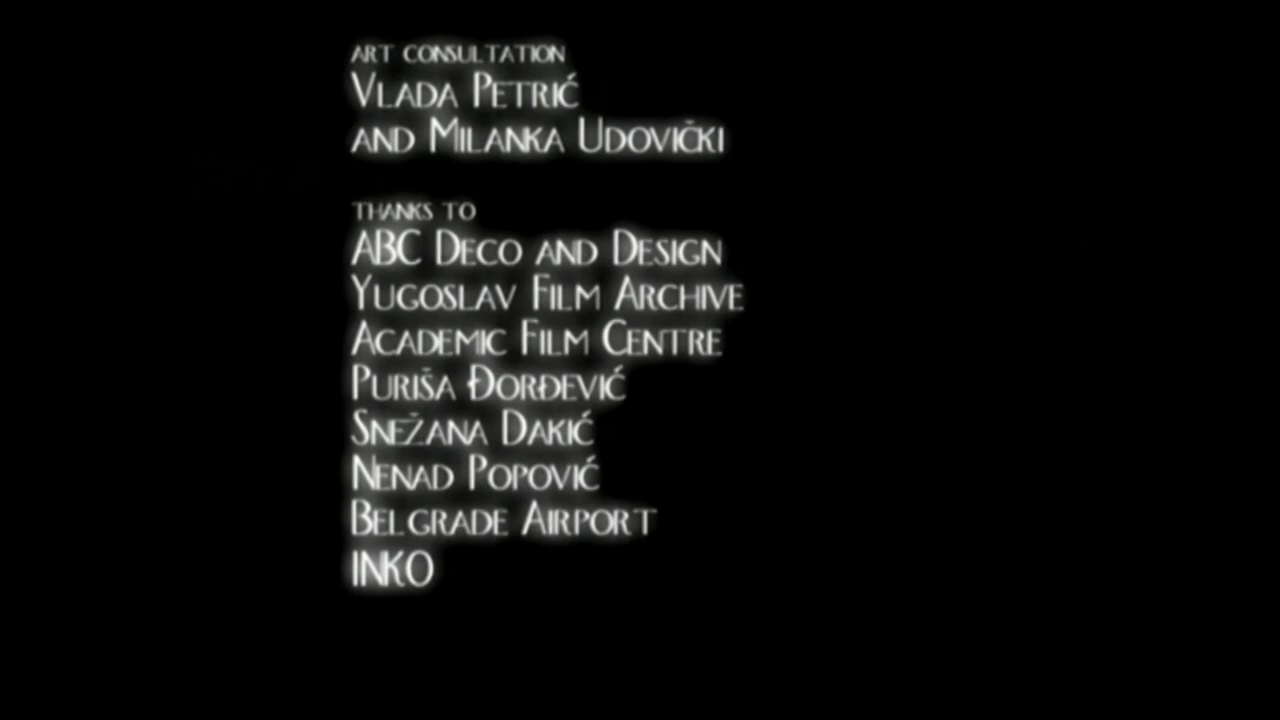 ART CONSULTATION
VLADA PETRIĆ
AND MILANKA UDOVIČKI
THANKS TO
ABC DECO AND DESIGN
YUGOSLAV FILM ARCHIVE
ACADEMIC FILM CENTRE
PURIŠA ĐORĐEVIĆ
SNEŽANA DAKIĆ
NENAD POPOVIĆ
BELGRADE AIRPORT
INKO